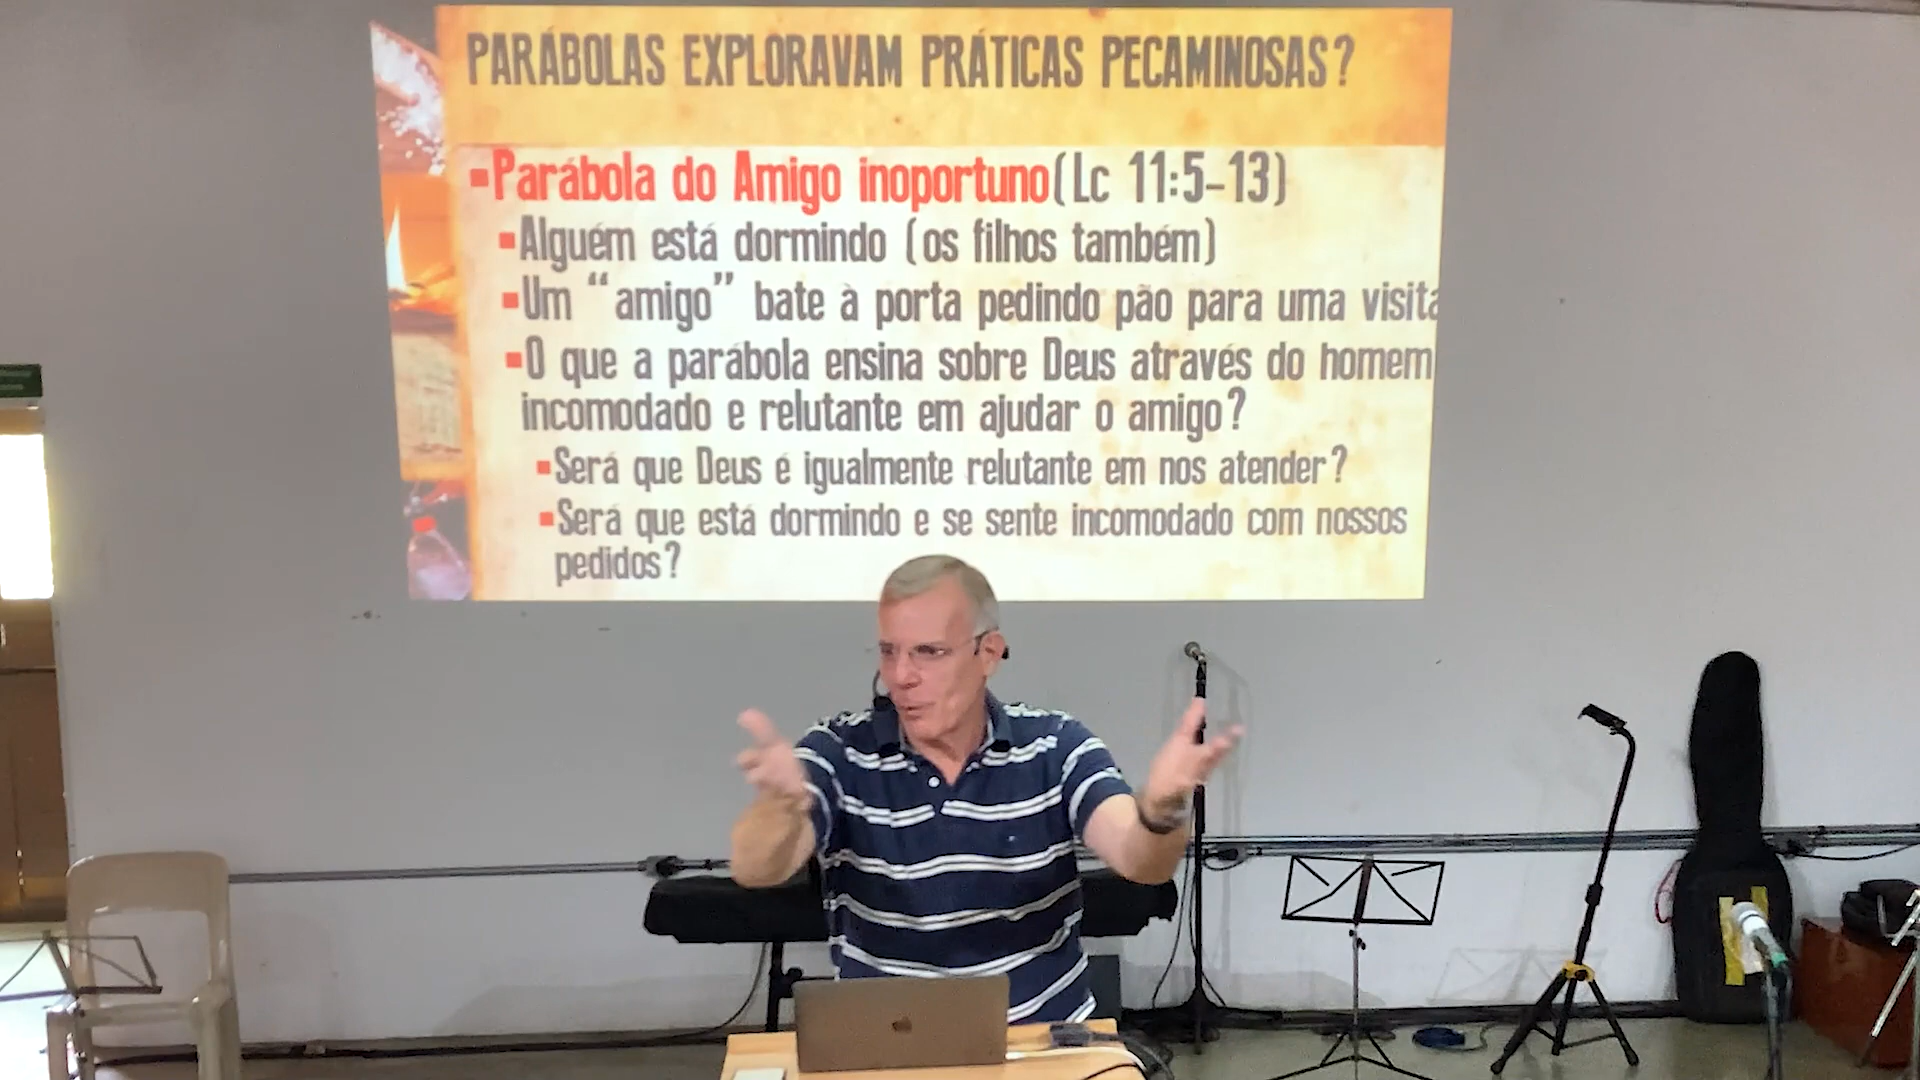 PARÁBOLAS EXPLORAVAM PRÁTICAS PECAMINOSAS?
▪Parábola do Amigo inoportuno(Lc 11:5-13)
▪Alguém está dormindo (os filhos também)
▪Um “amigo” bate à porta pedindo pão para uma visita
▪O que a parábola ensina sobre Deus através do homem
incomodado e relutante em ajudar o amigo?
▪Será que Deus é igualmente relutante em nos atender?
▪Será que está dormindo e se sente incomodado com nossos
pedidos?